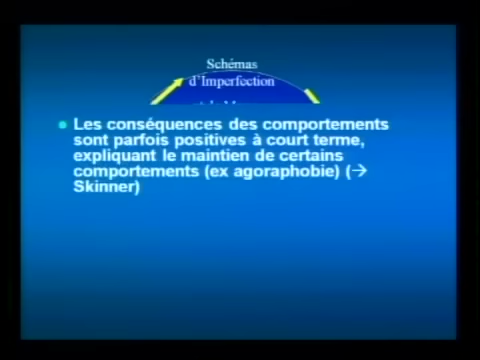 Schémas
d'Imperfection
Les conséquences des comportements
sont parfois positives à court terme,
expliquant le maintien de certains
comportements (ex agoraphobie) (→
Skinner)